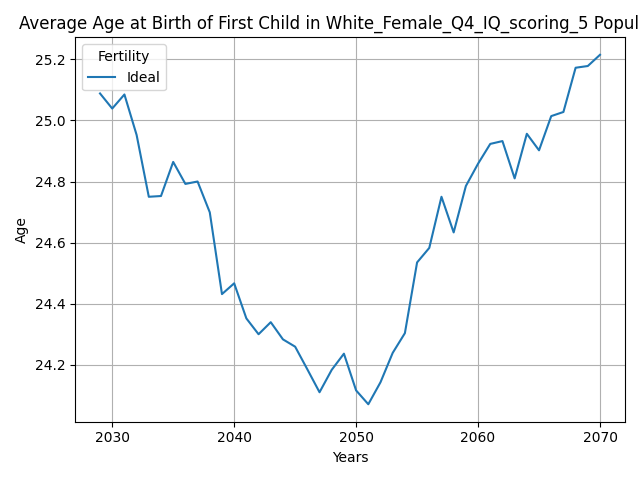 Average Age at Birth of First Child in White_Female_Q4_IQ_scoring_5 Popul
Fertility
Ideal
25.2
25.0
24.8
24.6
24.4
24.2
Age
2030 2040 2050 2060 2070
Years